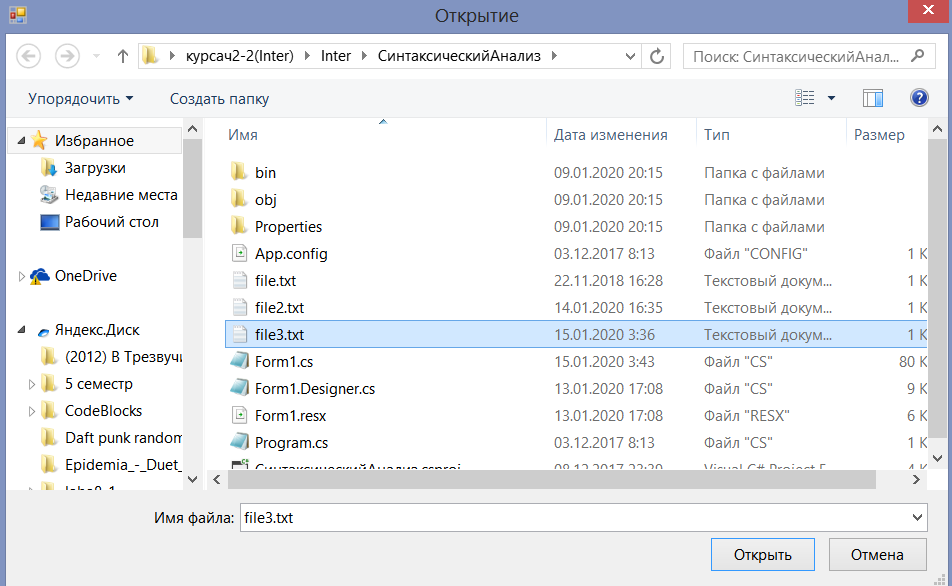 Открытие
курсач2-2(Inter) Inter СинтаксическийАнализ
Поиск: СинтаксическийАнал...
Упорядочить Создать папку
Имя Дата изменения Тип Размер
Избранное
Загрузки
Недавние места
Рабочий стол
OneDrive
Яндекс.Диск
(2012) В Трезвучи
5 семестр
CodeBlocks
Daft punk random
Epidemia_-_Duet_
bin 09.01.2020 20:15 Папка с файлами
obj 09.01.2020 20:15 Папка с файлами
Properties 09.01.2020 20:15 Папка с файлами
App.config 03.12.2017 8:13 Файл "CONFIG" 1 К
file.txt 22.11.2018 16:28 Текстовый докум... 1 К
file2.txt 14.01.2020 16:35 Текстовый докум... 1 К
file3.txt 15.01.2020 3:36 Текстовый докум... 1 К
Form1.cs 15.01.2020 3:43 Файл "CS" 80 К
Form1.Designer.cs 13.01.2020 17:08 Файл "CS" 9 К
Form1.resx 13.01.2020 17:08 Файл "RESX" 6 К
Program.cs 03.12.2017 8:13 Файл "CS" 1 К
СинтаксическийАнализ.csproj
Имя файла: file3.txt
Открыть Отмена